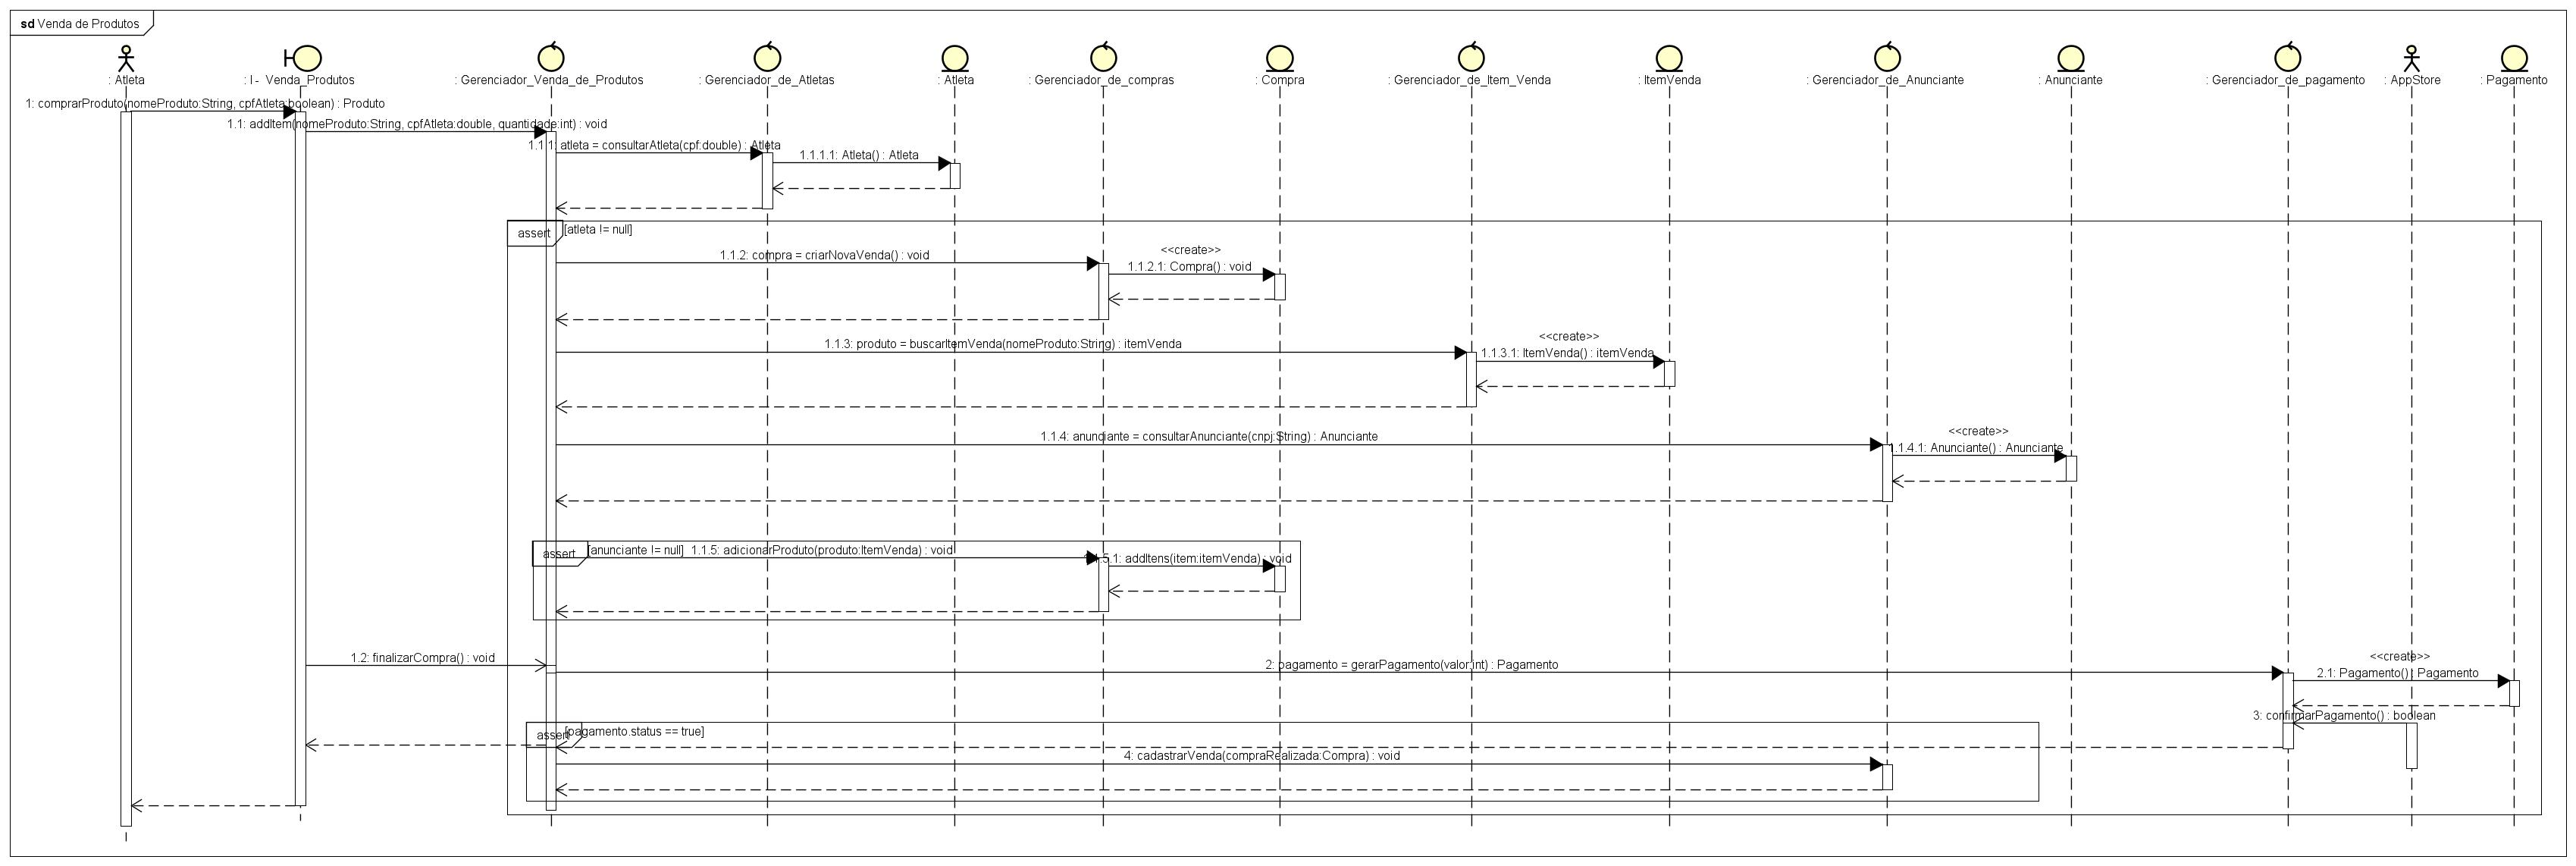 sd Venda de Produtos
: Atleta
: I - Venda_Produtos
: Gerenciador_Venda_de_Produtos
: Gerenciador_de_Atletas
: Atleta
: Gerenciador_de_compras
: Compra
: Gerenciador_de_Item_Venda
: ItemVenda
: Gerenciador_de_Anunciante
: Anunciante
: Gerenciador_de_pagamento
: AppStore
: Pagamento
1: comprarProduto(nomeProduto:String, cpfAtleta:boolean) : Produto
1.1: addItem(nomeProduto:String, cpfAtleta:double, quantidade:int) : void
1.1.1: atleta = consultarAtleta(cpf:double) : Atleta
1.1.1.1: Atleta() : Atleta
assert
[atleta != null]
<<create>>
1.1.2: compra = criarNovaVenda() : void
1.1.2.1: Compra() : void
<<create>>
1.1.3: produto = buscarItemVenda(nomeProduto:String) : itemVenda
1.1.3.1: ItemVenda() : itemVenda
<<create>>
1.1.4: anunciante = consultarAnunciante(cnpj:String) : Anunciante
1.1.4.1: Anunciante() : Anunciante
assert
[anunciante != null]
1.1.5: adicionarProduto(produto:ItemVenda) : void
addItens(item:itemVenda) : void
<<create>>
1.2: finalizarCompra() : void
2: pagamento = gerarPagamento(valor:int) : Pagamento
2.1: Pagamento() : Pagamento
3: confirmarPagamento() : boolean
assert
[pagamento.status == true]
4: cadastrarVenda(compraRealizada:Compra) : void